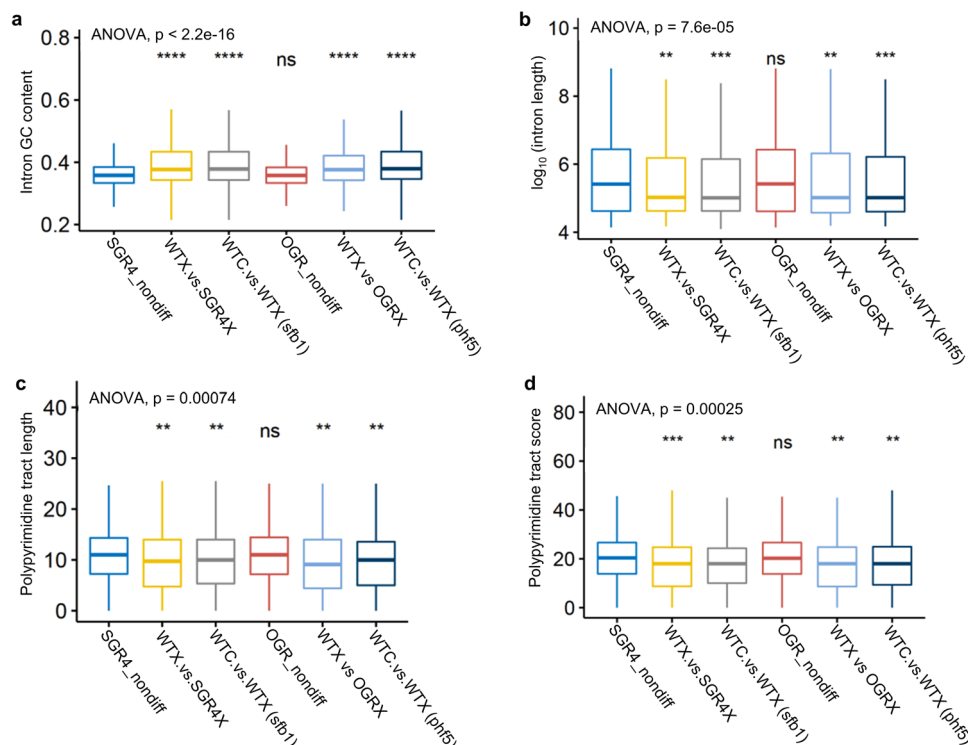 a
ANOVA, p < 2.2e-16
**** **** ns **** ****
Intron GC content
0.8
0.6
0.4
0.2
SGR4_nondiff
WTX.vs.SGR4X
WTC.vs.WTX (sfb1)
OGR_nondiff
WTX vs OGRX
WTC.vs.WTX (phf5)
b
ANOVA, p = 7.6e-05
** *** ns ** ***
log10 (intron length)
10
8
6
4
SGR4_nondiff
WTX.vs.SGR4X
WTC.vs.WTX (sfb1)
OGR_nondiff
WTX vs OGRX
WTC.vs.WTX (phf5)
c
ANOVA, p = 0.00074
** ** ns ** **
Polypyrimidine tract length
40
30
20
10
0
SGR4_nondiff
WTX.vs.SGR4X
WTC.vs.WTX (sfb1)
OGR_nondiff
WTX vs OGRX
WTC.vs.WTX (phf5)
d
ANOVA, p = 0.00025
*** ** ns ** **
Polypyrimidine tract score
80
60
40
20
0
SGR4_nondiff
WTX.vs.SGR4X
WTC.vs.WTX (sfb1)
OGR_nondiff
WTX vs OGRX
WTC.vs.WTX (phf5)